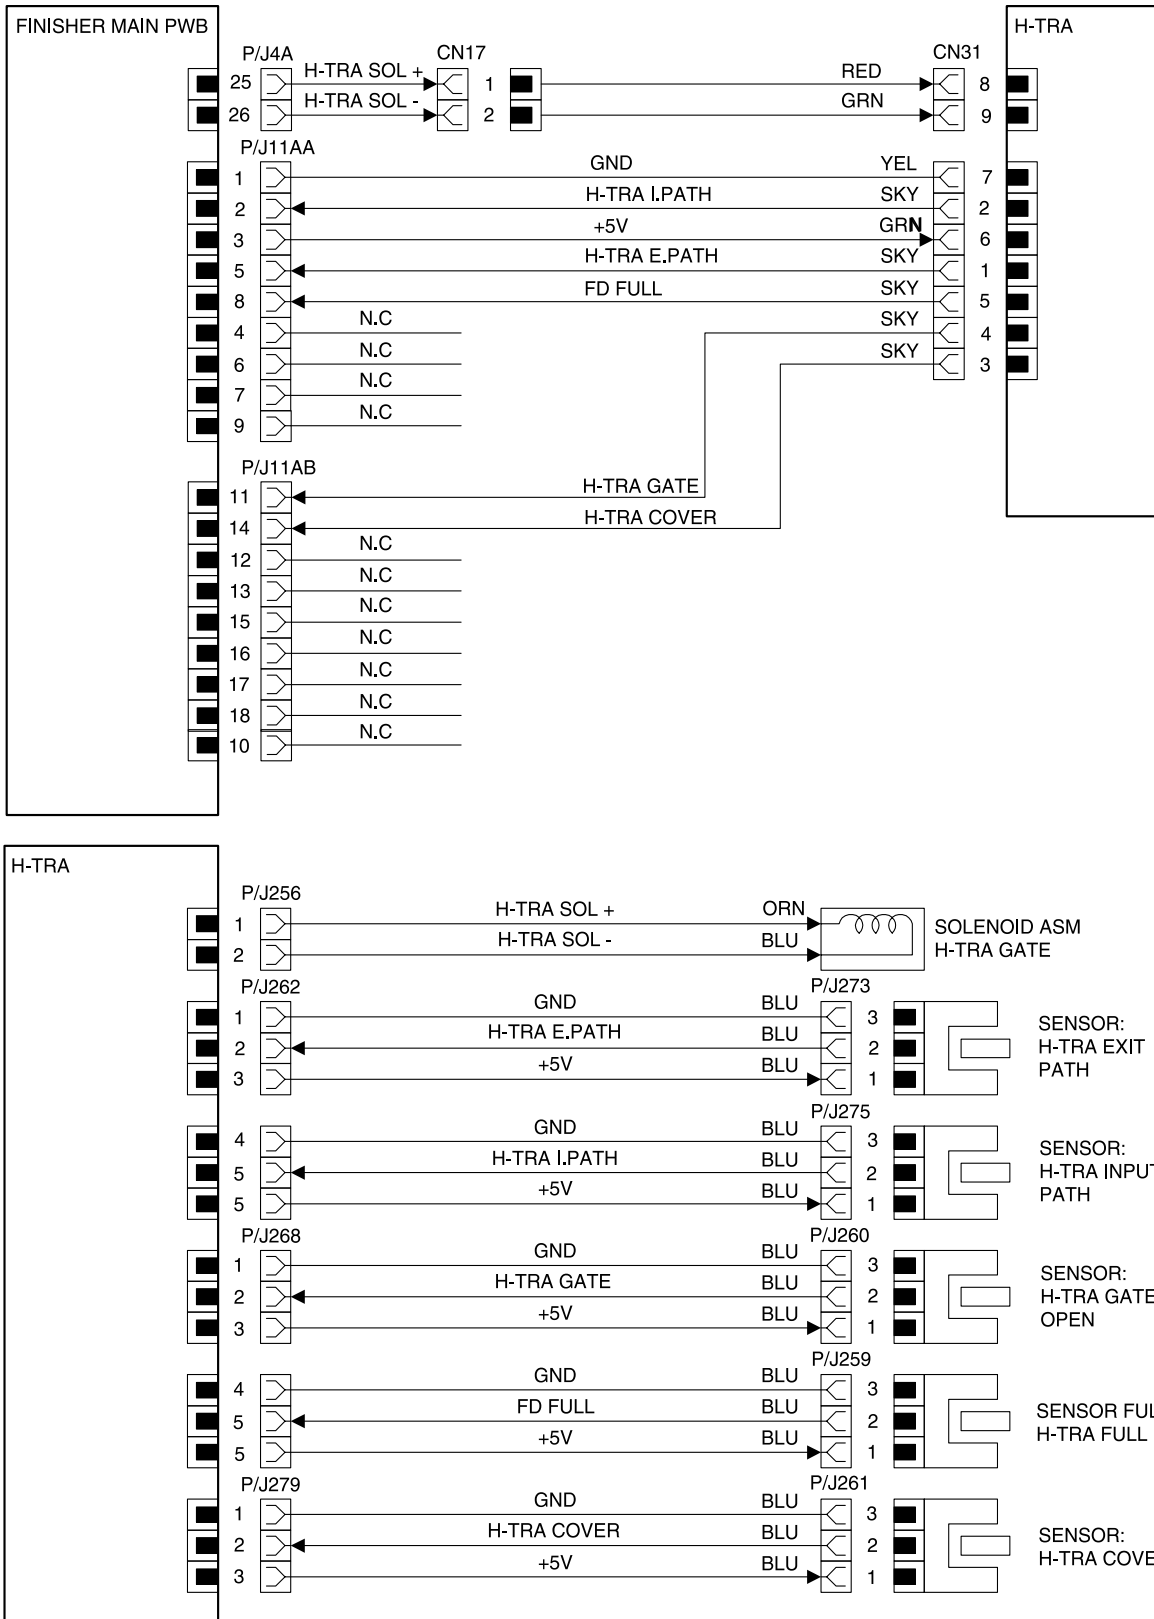 FINISHER MAIN PWB
H-TRA
P/J4A
CN17
CN31
25 H-TRA SOL + 1 RED 8
26 H-TRA SOL - 2 GRN 9
P/J11AA
1 GND YEL 7
2 H-TRA I.PATH SKY 2
3 +5V GRN 6
5 H-TRA E.PATH SKY 1
8 FD FULL SKY 5
4 N.C SKY 4
6 N.C SKY 3
7 N.C
9 N.C
P/J11AB
11 H-TRA GATE
14 H-TRA COVER
12 N.C
13 N.C
15 N.C
16 N.C
17 N.C
18 N.C
10 N.C
H-TRA
P/J256
1 H-TRA SOL + ORN
2 H-TRA SOL - BLU
SOLENOID ASM
H-TRA GATE
P/J262
P/J273
1 GND BLU 3
2 H-TRA E.PATH BLU 2
3 +5V BLU 1
SENSOR:
H-TRA EXIT
PATH
P/J275
4 GND BLU 3
5 H-TRA I.PATH BLU 2
5 +5V BLU 1
SENSOR:
H-TRA INPUT
PATH
P/J268
P/J260
1 GND BLU 3
2 H-TRA GATE BLU 2
3 +5V BLU 1
SENSOR:
H-TRA GATE
OPEN
P/J259
4 GND BLU 3
5 FD FULL BLU 2
5 +5V BLU 1
SENSOR FUL
H-TRA FULL
P/J279
P/J261
1 GND BLU 3
2 H-TRA COVER BLU 2
3 +5V BLU 1
SENSOR:
H-TRA COVE